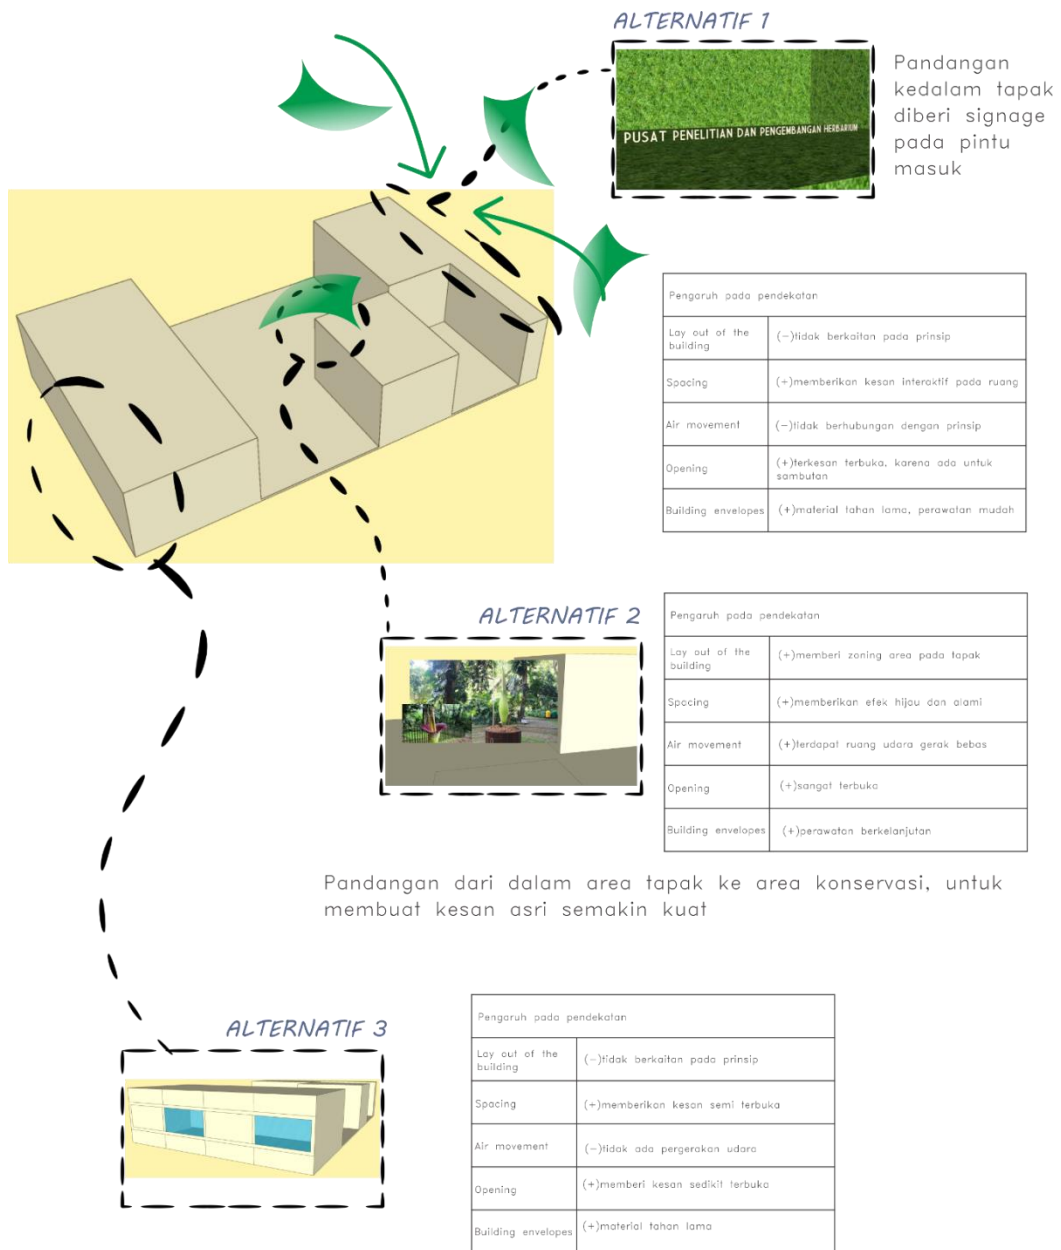 ALTERNATIF 1
PUSAT PENELITIAN DAN PENGEMBANGAN HERBARIUM
Pandangan
kedalam tapak
diberi signage
pada pintu
masuk
Pengaruh pada pendekatan
Lay out of the
building
(-)tidak berkaitan pada prinsip
Spacing
(+)memberikan kesan interaktif pada ruang
Air movement
(-)tidak berhubungan dengan prinsip
Opening
(+)terkesan terbuka, karena ada untuk
sambutan
Building envelopes
(+)material tahan lama, perawatan mudah
ALTERNATIF 2
Pengaruh pada pendekatan
Lay out of the
building
(+)memberi zoning area pada tapak
Spacing
(+)memberikan efek hijau dan alami
Air movement
(+)terdapat ruang udara gerak bebas
Opening
(+)sangat terbuka
Building envelopes
(+)perawatan berkelanjutan
Pandangan dari dalam area tapak ke area konservasi, untuk
membuat kesan asri semakin kuat
ALTERNATIF 3
Pengaruh pada pendekatan
Lay out of the
building
(-)tidak berkaitan pada prinsip
Spacing
(+)memberikan kesan semi terbuka
Air movement
(-)tidak ada pergerakan udara
Opening
(+)memberi kesan sedikit terbuka
Building envelopes
(+)material tahan lama